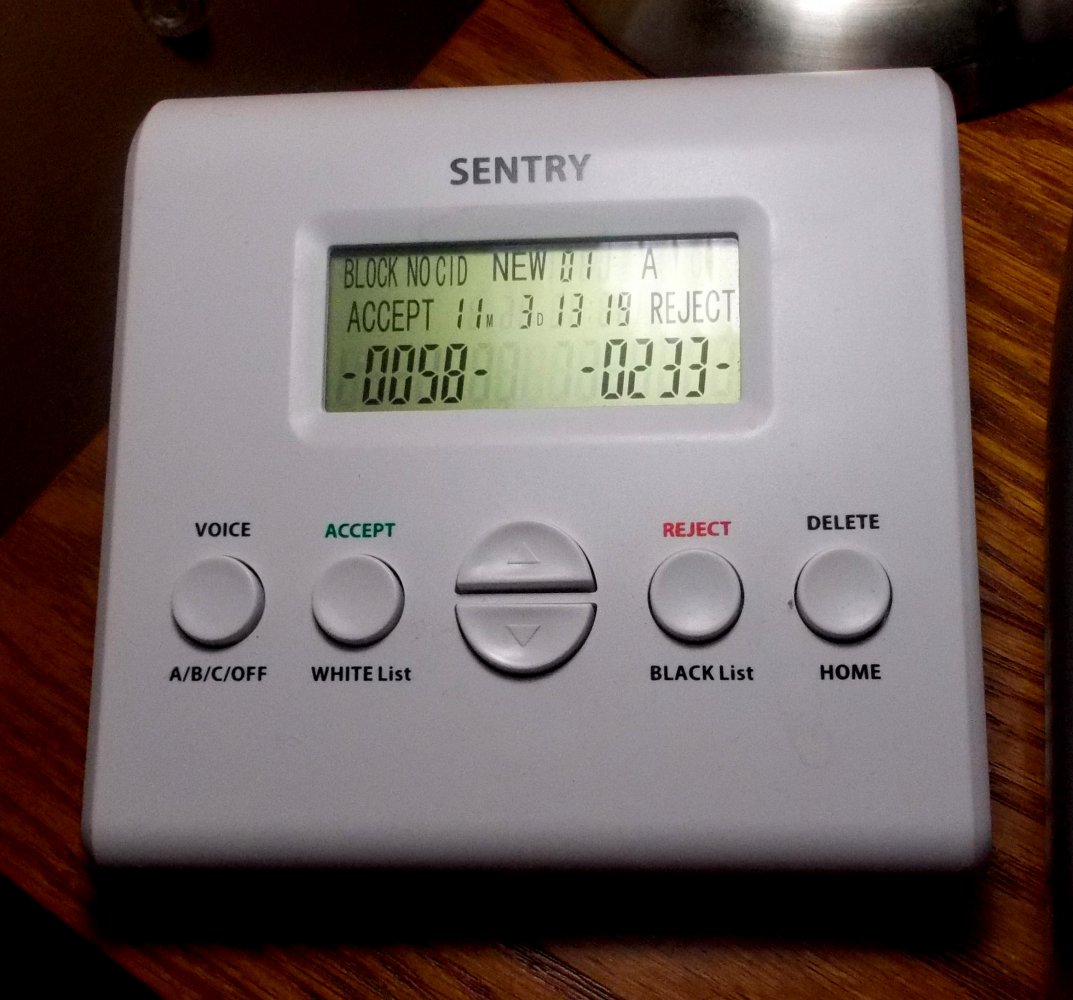 SENTRY
BLOCK NO CID NEW 01 A
ACCEPT 11M 3D 13 19 REJECT
-0058- -0233-
VOICE ACCEPT REJECT DELETE
A/B/C/OFF WHITE List BLACK List HOME